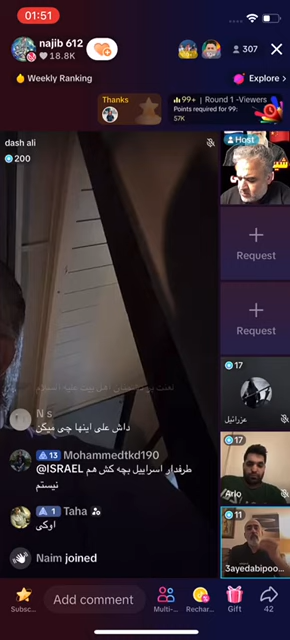 01:51
najib 612
18.8K
307
Weekly Ranking
Explore >
Thanks
99+ | Round 1 -Viewers
Points required for 99:
57K
dash ali
200
Host
Request
Request
17
عزرائیل
17
Ario
11
3ayedabipoo...
N s
داش علی اینها چی میکن
13 Mohammedtkd190
@ISRAEL طرفدار اسراییل بچه کش هم
نیستم
Taha
اوکی
Naim joined
Subsc...
Add comment
Multi-...
Rechar...
Gift
42